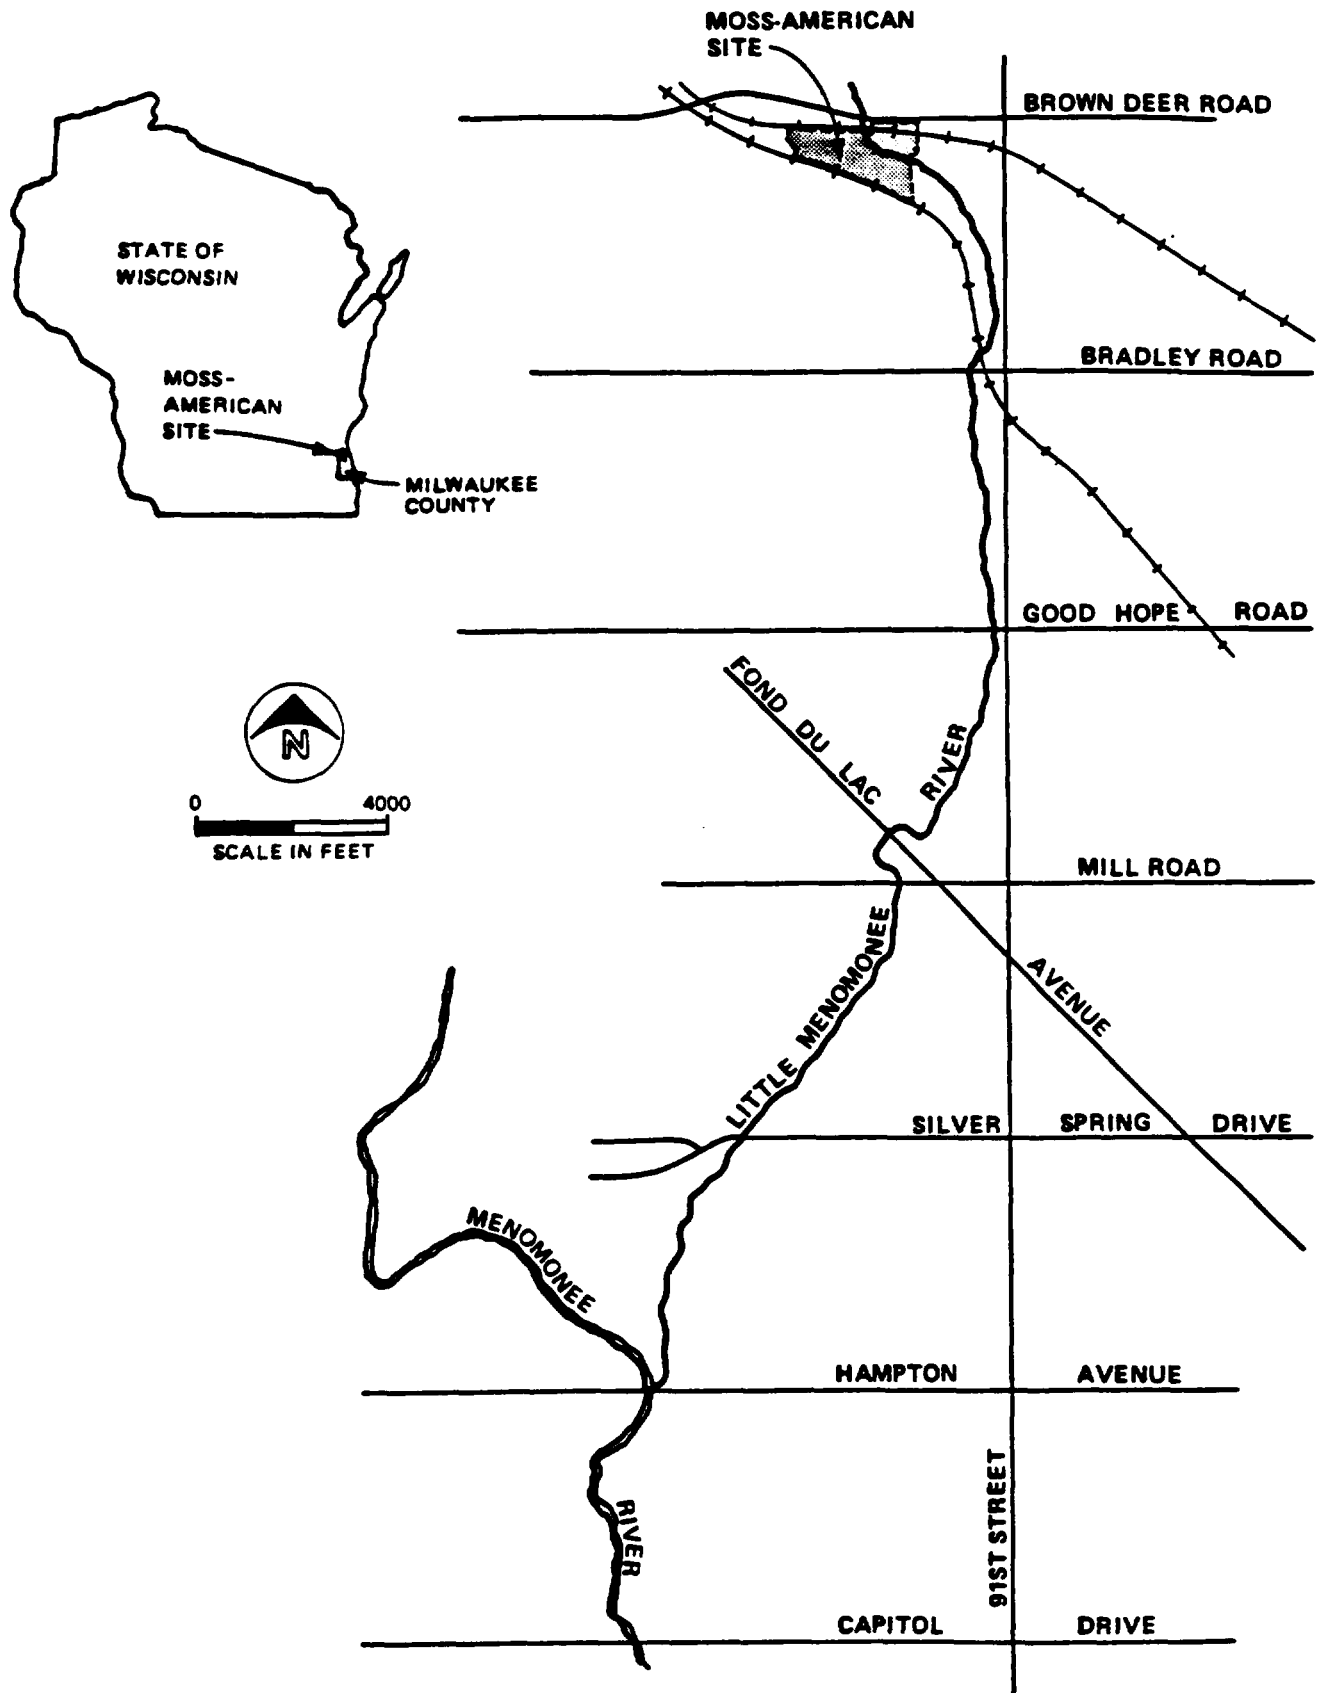 MOSS-AMERICAN
SITE
BROWN DEER ROAD
STATE OF
WISCONSIN
MOSS-
AMERICAN
SITE
MILWAUKEE
COUNTY
BRADLEY ROAD
GOOD HOPE ROAD
FOND DU LAC AVENUE
N
0 4000
SCALE IN FEET
MILL ROAD
LITTLE MENOMONEE RIVER
SILVER SPRING DRIVE
MENOMONEE RIVER
HAMPTON AVENUE
91ST STREET
CAPITOL DRIVE